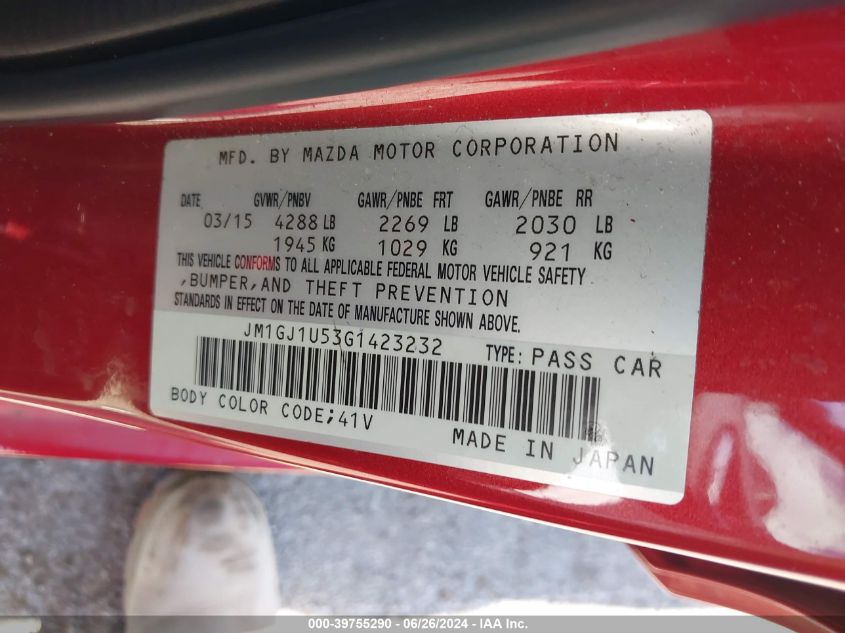 MFD. BY MAZDA MOTOR CORPORATION
DATE GVWR/PNBV GAWR/PNBE FRT GAWR/PNBE RR
03/15 4288 LB 2269 LB 2030 LB
1945 KG 1029 KG 921 KG
THIS VEHICLE CONFORMS TO ALL APPLICABLE FEDERAL MOTOR VEHICLE SAFETY
,BUMPER,AND THEFT PREVENTION
STANDARDS IN EFFECT ON THE DATE OF MANUFACTURE SHOWN ABOVE.
JM1GJ1U53G1423232 TYPE: PASS CAR
BODY COLOR CODE;41V
MADE IN JAPAN
000-39755290 - 06/26/2024 - IAA Inc.